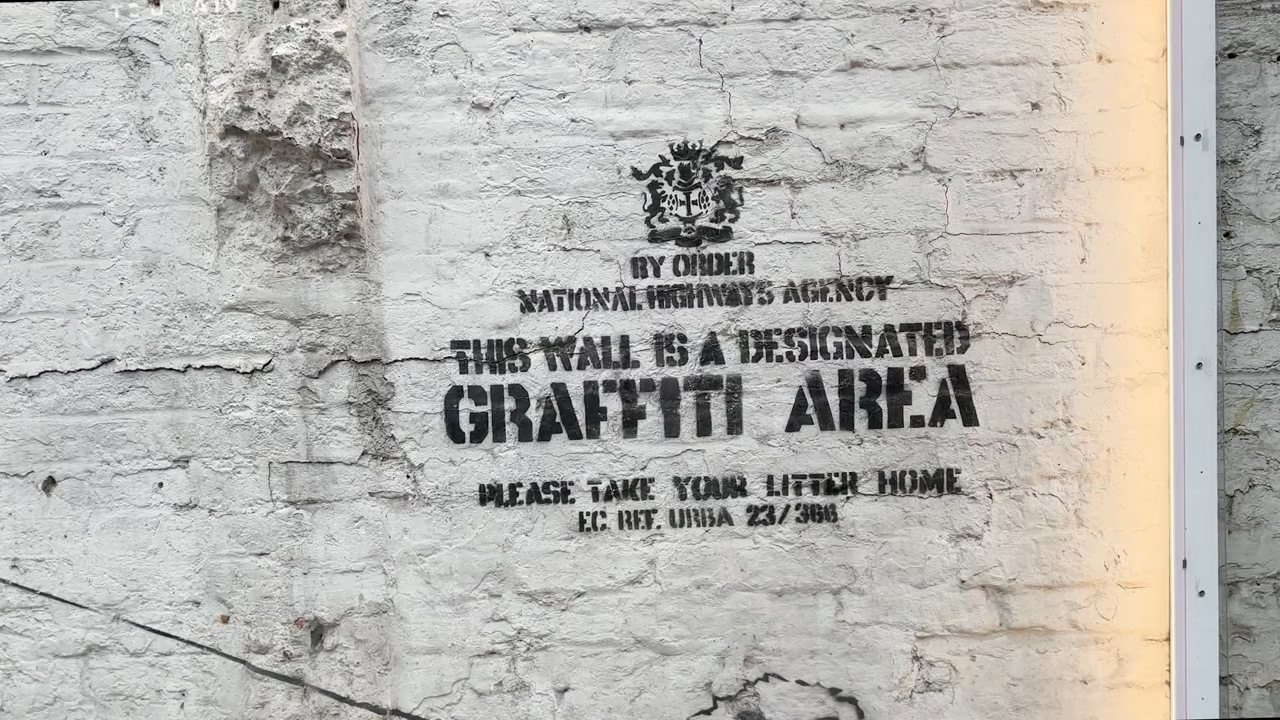 BY ORDER
NATIONAL HIGHWAYS AGENCY
THIS WALL IS A DESIGNATED
GRAFFITI AREA
PLEASE TAKE YOUR LITTER HOME
EC REF. URBA 23/366